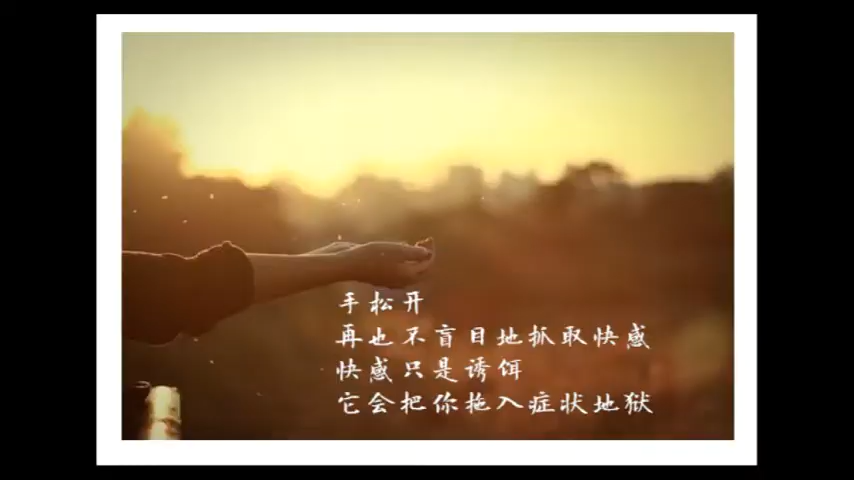 手松开
再也不盲目地抓取快感
快感只是诱饵
它会把你拖入症状地狱